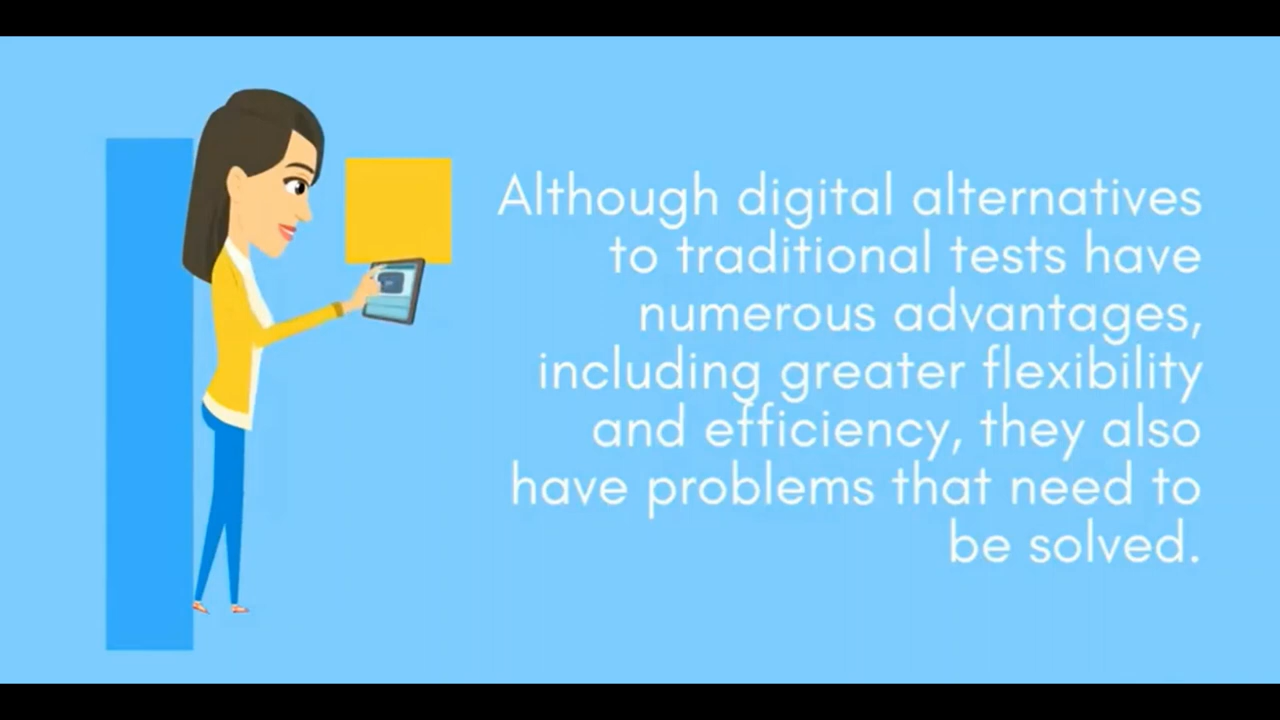 Although digital alternatives
to traditional tests have
numerous advantages,
including greater flexibility
and efficiency, they also
have problems that need to
be solved.